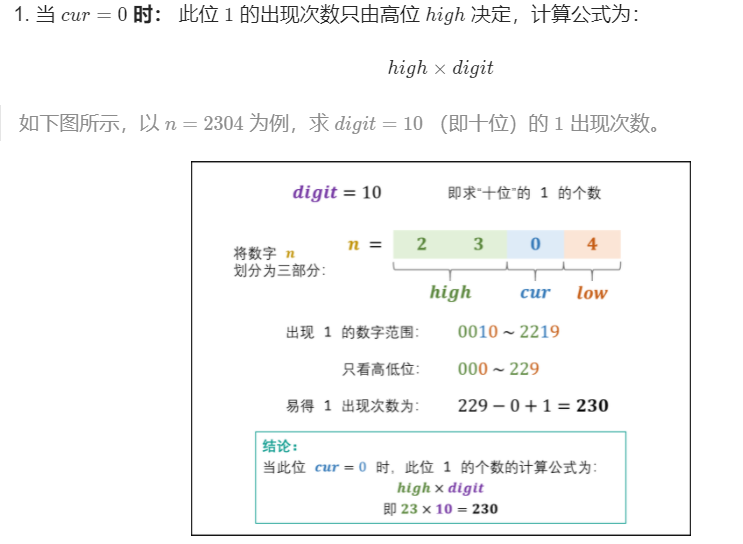 1. 当 cur = 0 时： 此位 1 的出现次数只由高位 high 决定，计算公式为：
high × digit
如下图所示，以 n = 2304 为例，求 digit = 10 （即十位）的 1 出现次数。
digit = 10 即求“十位”的 1 的个数
将数字 n
划分为三部分：
n = 2 3 0 4
high cur low
出现 1 的数字范围： 0010 ~ 2219
只看高低位： 000 ~ 229
易得 1 出现次数为： 229 − 0 + 1 = 230
结论：
当此位 cur = 0 时，此位 1 的个数的计算公式为：
high × digit
即 23 × 10 = 230